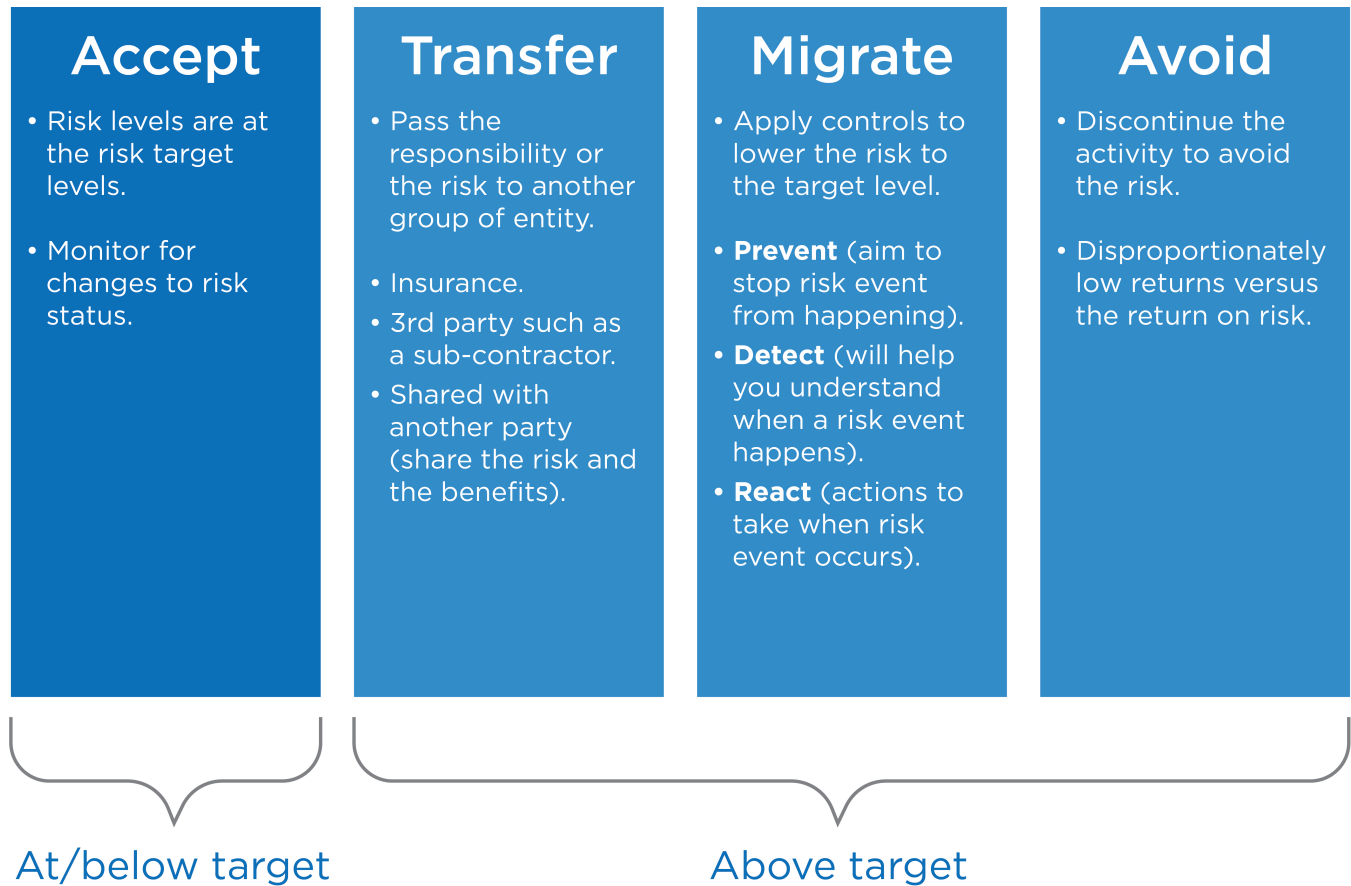 Accept
• Risk levels are at
the risk target
levels.
• Monitor for
changes to risk
status.
Transfer
• Pass the
responsibility or
the risk to another
group of entity.
• Insurance.
• 3rd party such as
a sub-contractor.
• Shared with
another party
(share the risk and
the benefits).
Migrate
• Apply controls to
lower the risk to
the target level.
• Prevent (aim to
stop risk event
from happening).
• Detect (will help
you understand
when a risk event
happens).
• React (actions to
take when risk
event occurs).
Avoid
• Discontinue the
activity to avoid
the risk.
• Disproportionately
low returns versus
the return on risk.
At/below target
Above target